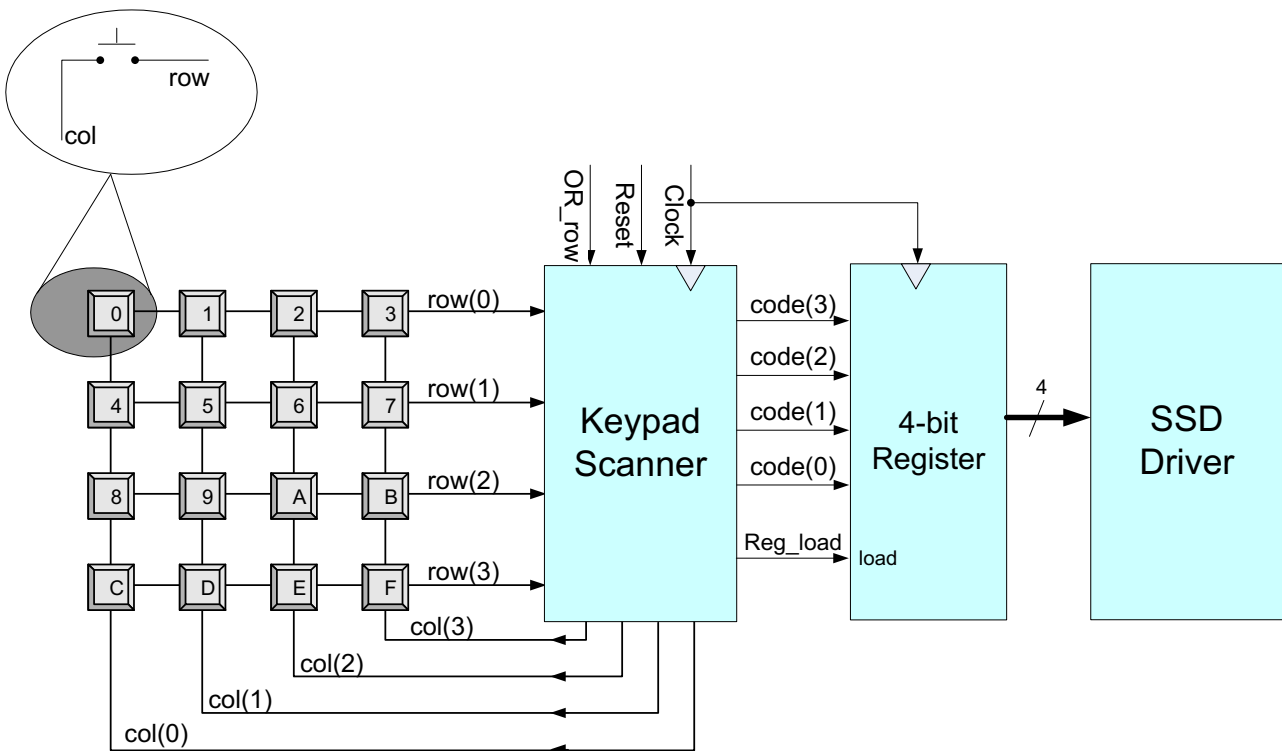 row
col
OR_row
Reset
Clock
0
1
2
3
row(0)
4
5
6
7
row(1)
8
9
A
B
row(2)
C
D
E
F
row(3)
col(3)
col(2)
col(1)
col(0)
Keypad
Scanner
code(3)
code(2)
code(1)
code(0)
Reg_load
load
4-bit
Register
4
SSD
Driver